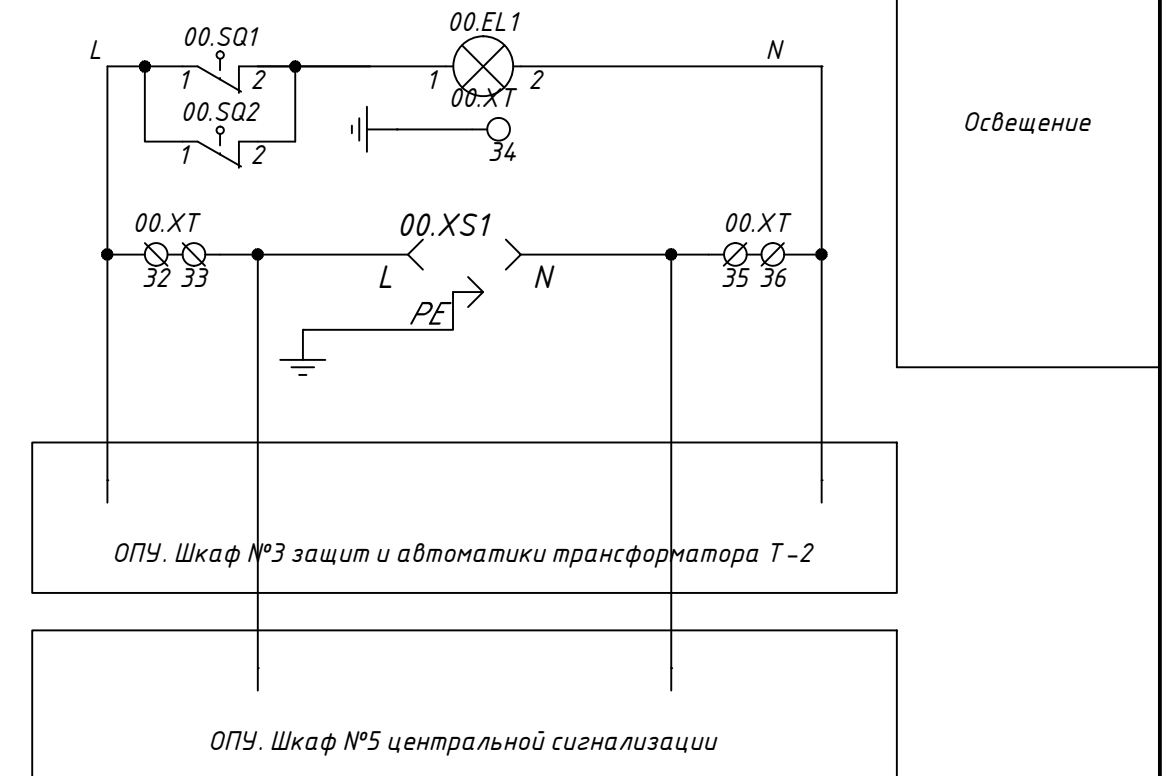 L
00.SQ1
00.EL1
N
1
2
1
2
00.SQ2
00.XT
1
2
34
Освещение
00.XT
00.XS1
00.XT
32 33
L
N
35 36
PE
ОПУ. Шкаф №3 защит и автоматики трансформатора Т-2
ОПУ. Шкаф №5 центральной сигнализации